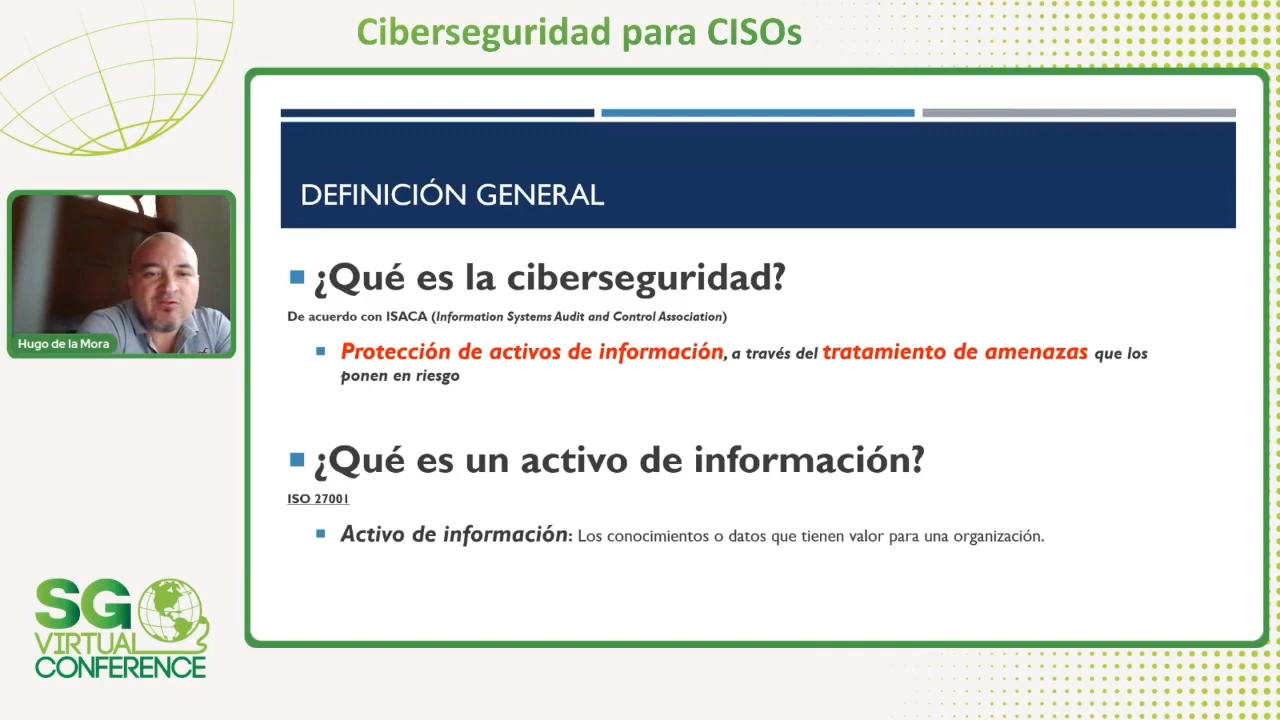 Ciberseguridad para CISOs
DEFINICIÓN GENERAL
¿Qué es la ciberseguridad?
De acuerdo con ISACA (Information Systems Audit and Control Association)
Protección de activos de información, a través del tratamiento de amenazas que los
ponen en riesgo
Hugo de la Mora
¿Qué es un activo de información?
ISO 27001
Activo de información: Los conocimientos o datos que tienen valor para una organización.
SG
VIRTUAL
CONFERENCE